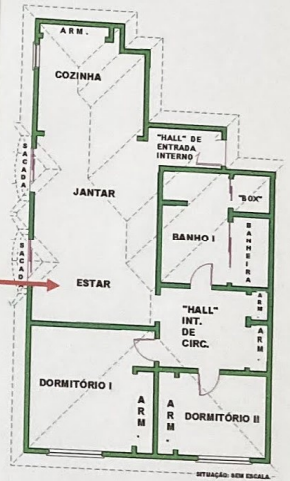 ARM.
COZINHA
"HALL" DE
ENTRADA
INTERNO
SACADA
JANTAR
"BOX"
BANHO I
BANHEIRA
SACADA
ESTAR
"HALL"
INT.
DE
CIRC.
ARM.
ARM.
DORMITÓRIO I
ARM.
ARM.
DORMITÓRIO II
SITUAÇÃO: SEM ESCALA